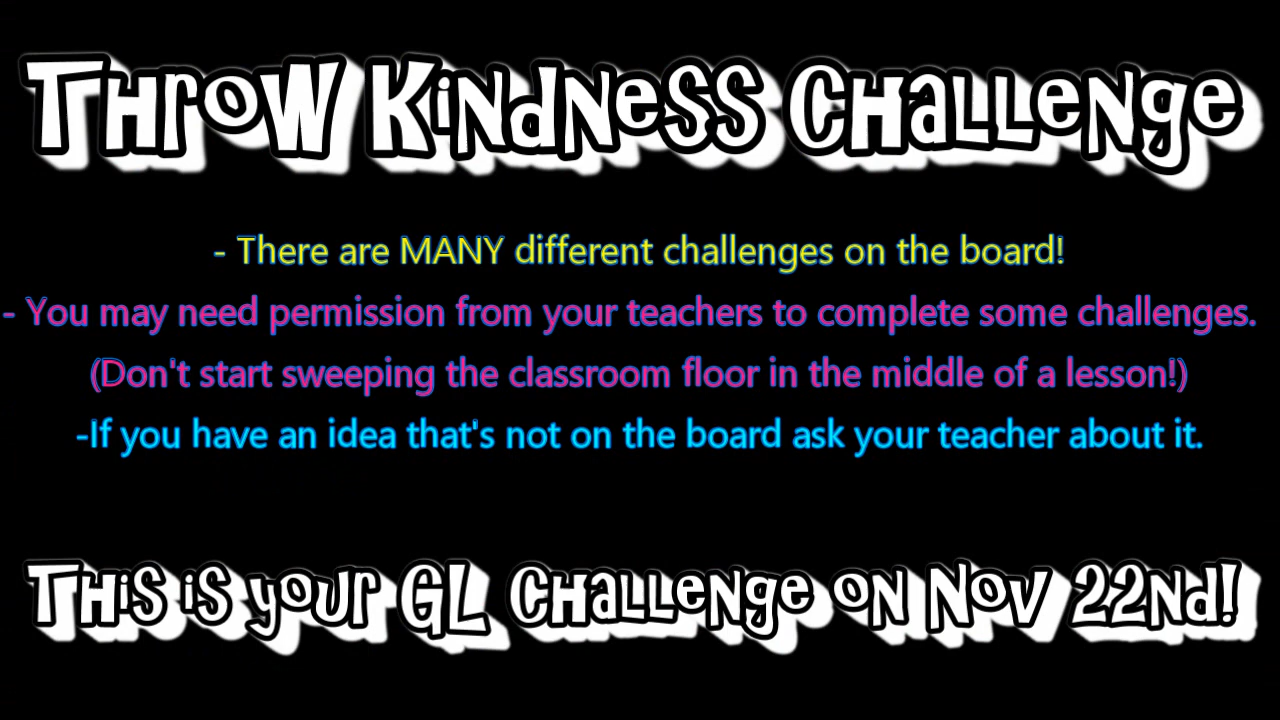 Throw Kindness Challenge
- There are MANY different challenges on the board!
- You may need permission from your teachers to complete some challenges.
(Don't start sweeping the classroom floor in the middle of a lesson!)
-If you have an idea that's not on the board ask your teacher about it.
This is your GL Challenge on Nov 22nd!